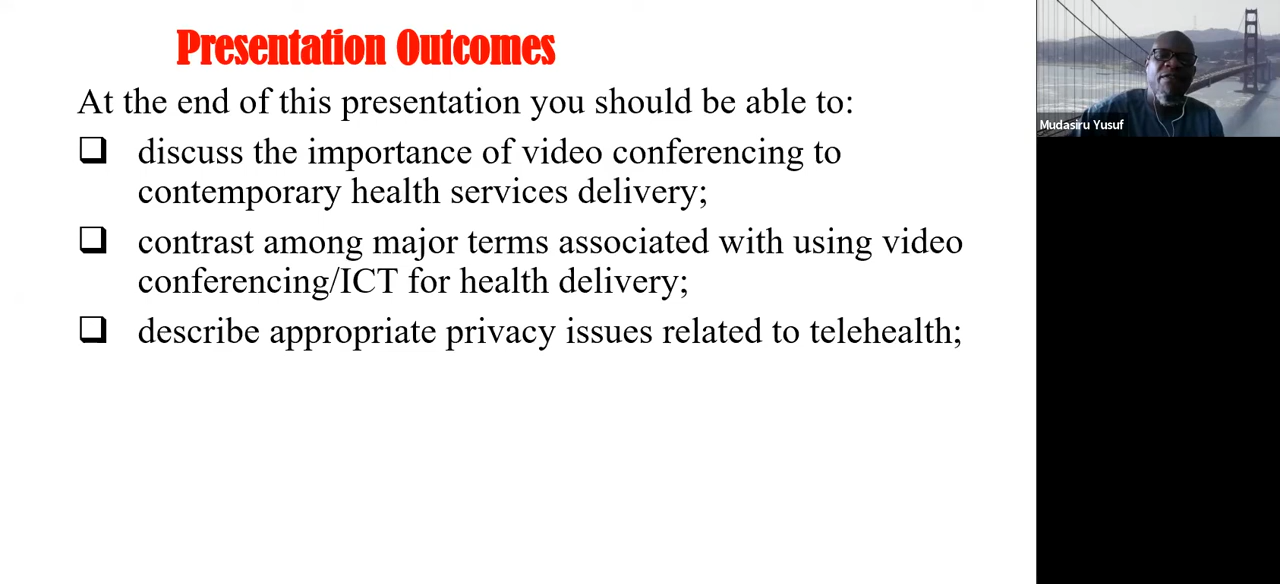 Presentation Outcomes
At the end of this presentation you should be able to:
discuss the importance of video conferencing to
contemporary health services delivery;
contrast among major terms associated with using video
conferencing/ICT for health delivery;
describe appropriate privacy issues related to telehealth;
Mudasiru Yusuf